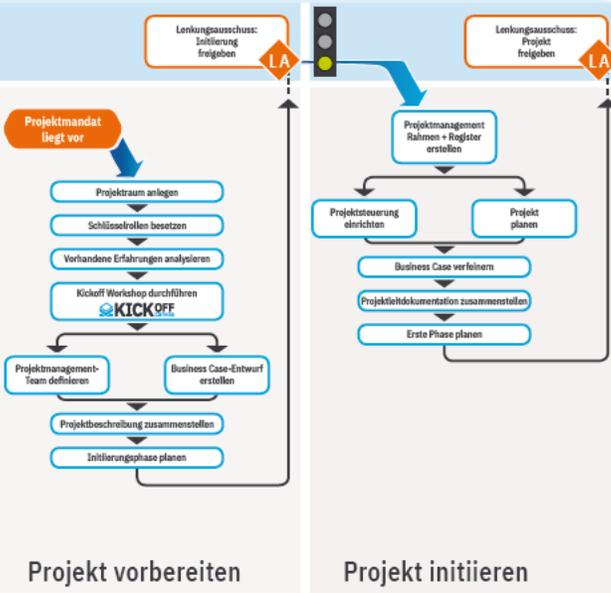 Lenkungsausschuss:
Initiierung
freigeben
LA
Projektmandat
liegt vor
Projektraum anlegen
Schlüsselrollen besetzen
Vorhandene Erfahrungen analysieren
Kickoff Workshop durchführen
KICKOFF
Projektmanagement-
Team definieren
Business Case-Entwurf
erstellen
Projektbeschreibung zusammenstellen
Initiierungsphase planen
Projekt vorbereiten
Lenkungsausschuss:
Projekt
freigeben
LA
Projektmanagement
Rahmen + Register
erstellen
Projektsteuerung
einrichten
Projekt
planen
Business Case verfeinern
Projektleitdokumentation zusammenstellen
Erste Phase planen
Projekt initiieren